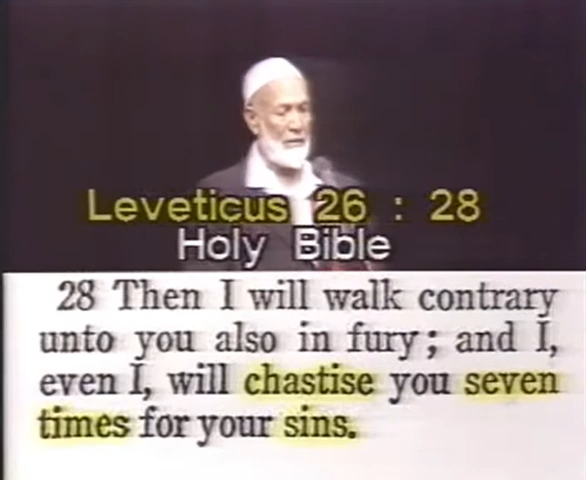 Leveticus 26 : 28
Holy Bible
28 Then I will walk contrary
unto you also in fury; and I,
even I, will chastise you seven
times for your sins.